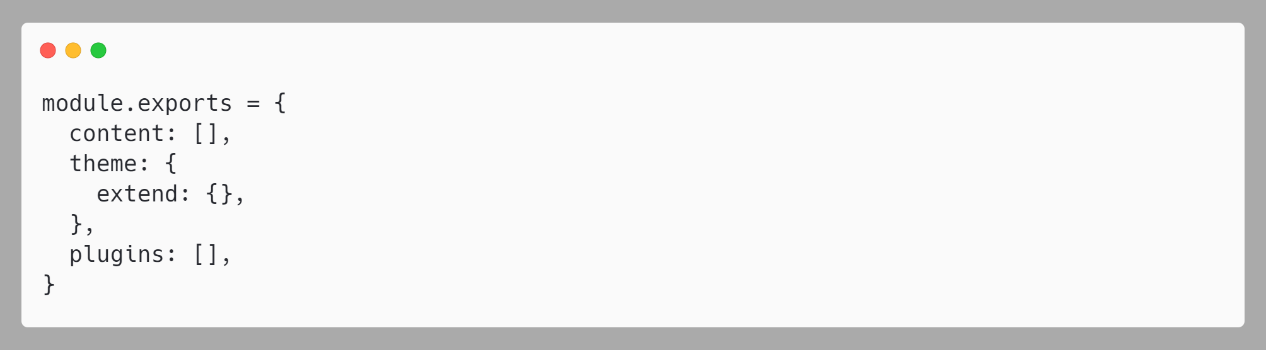 module.exports = {
  content: [],
  theme: {
    extend: {},
  },
  plugins: [],
}